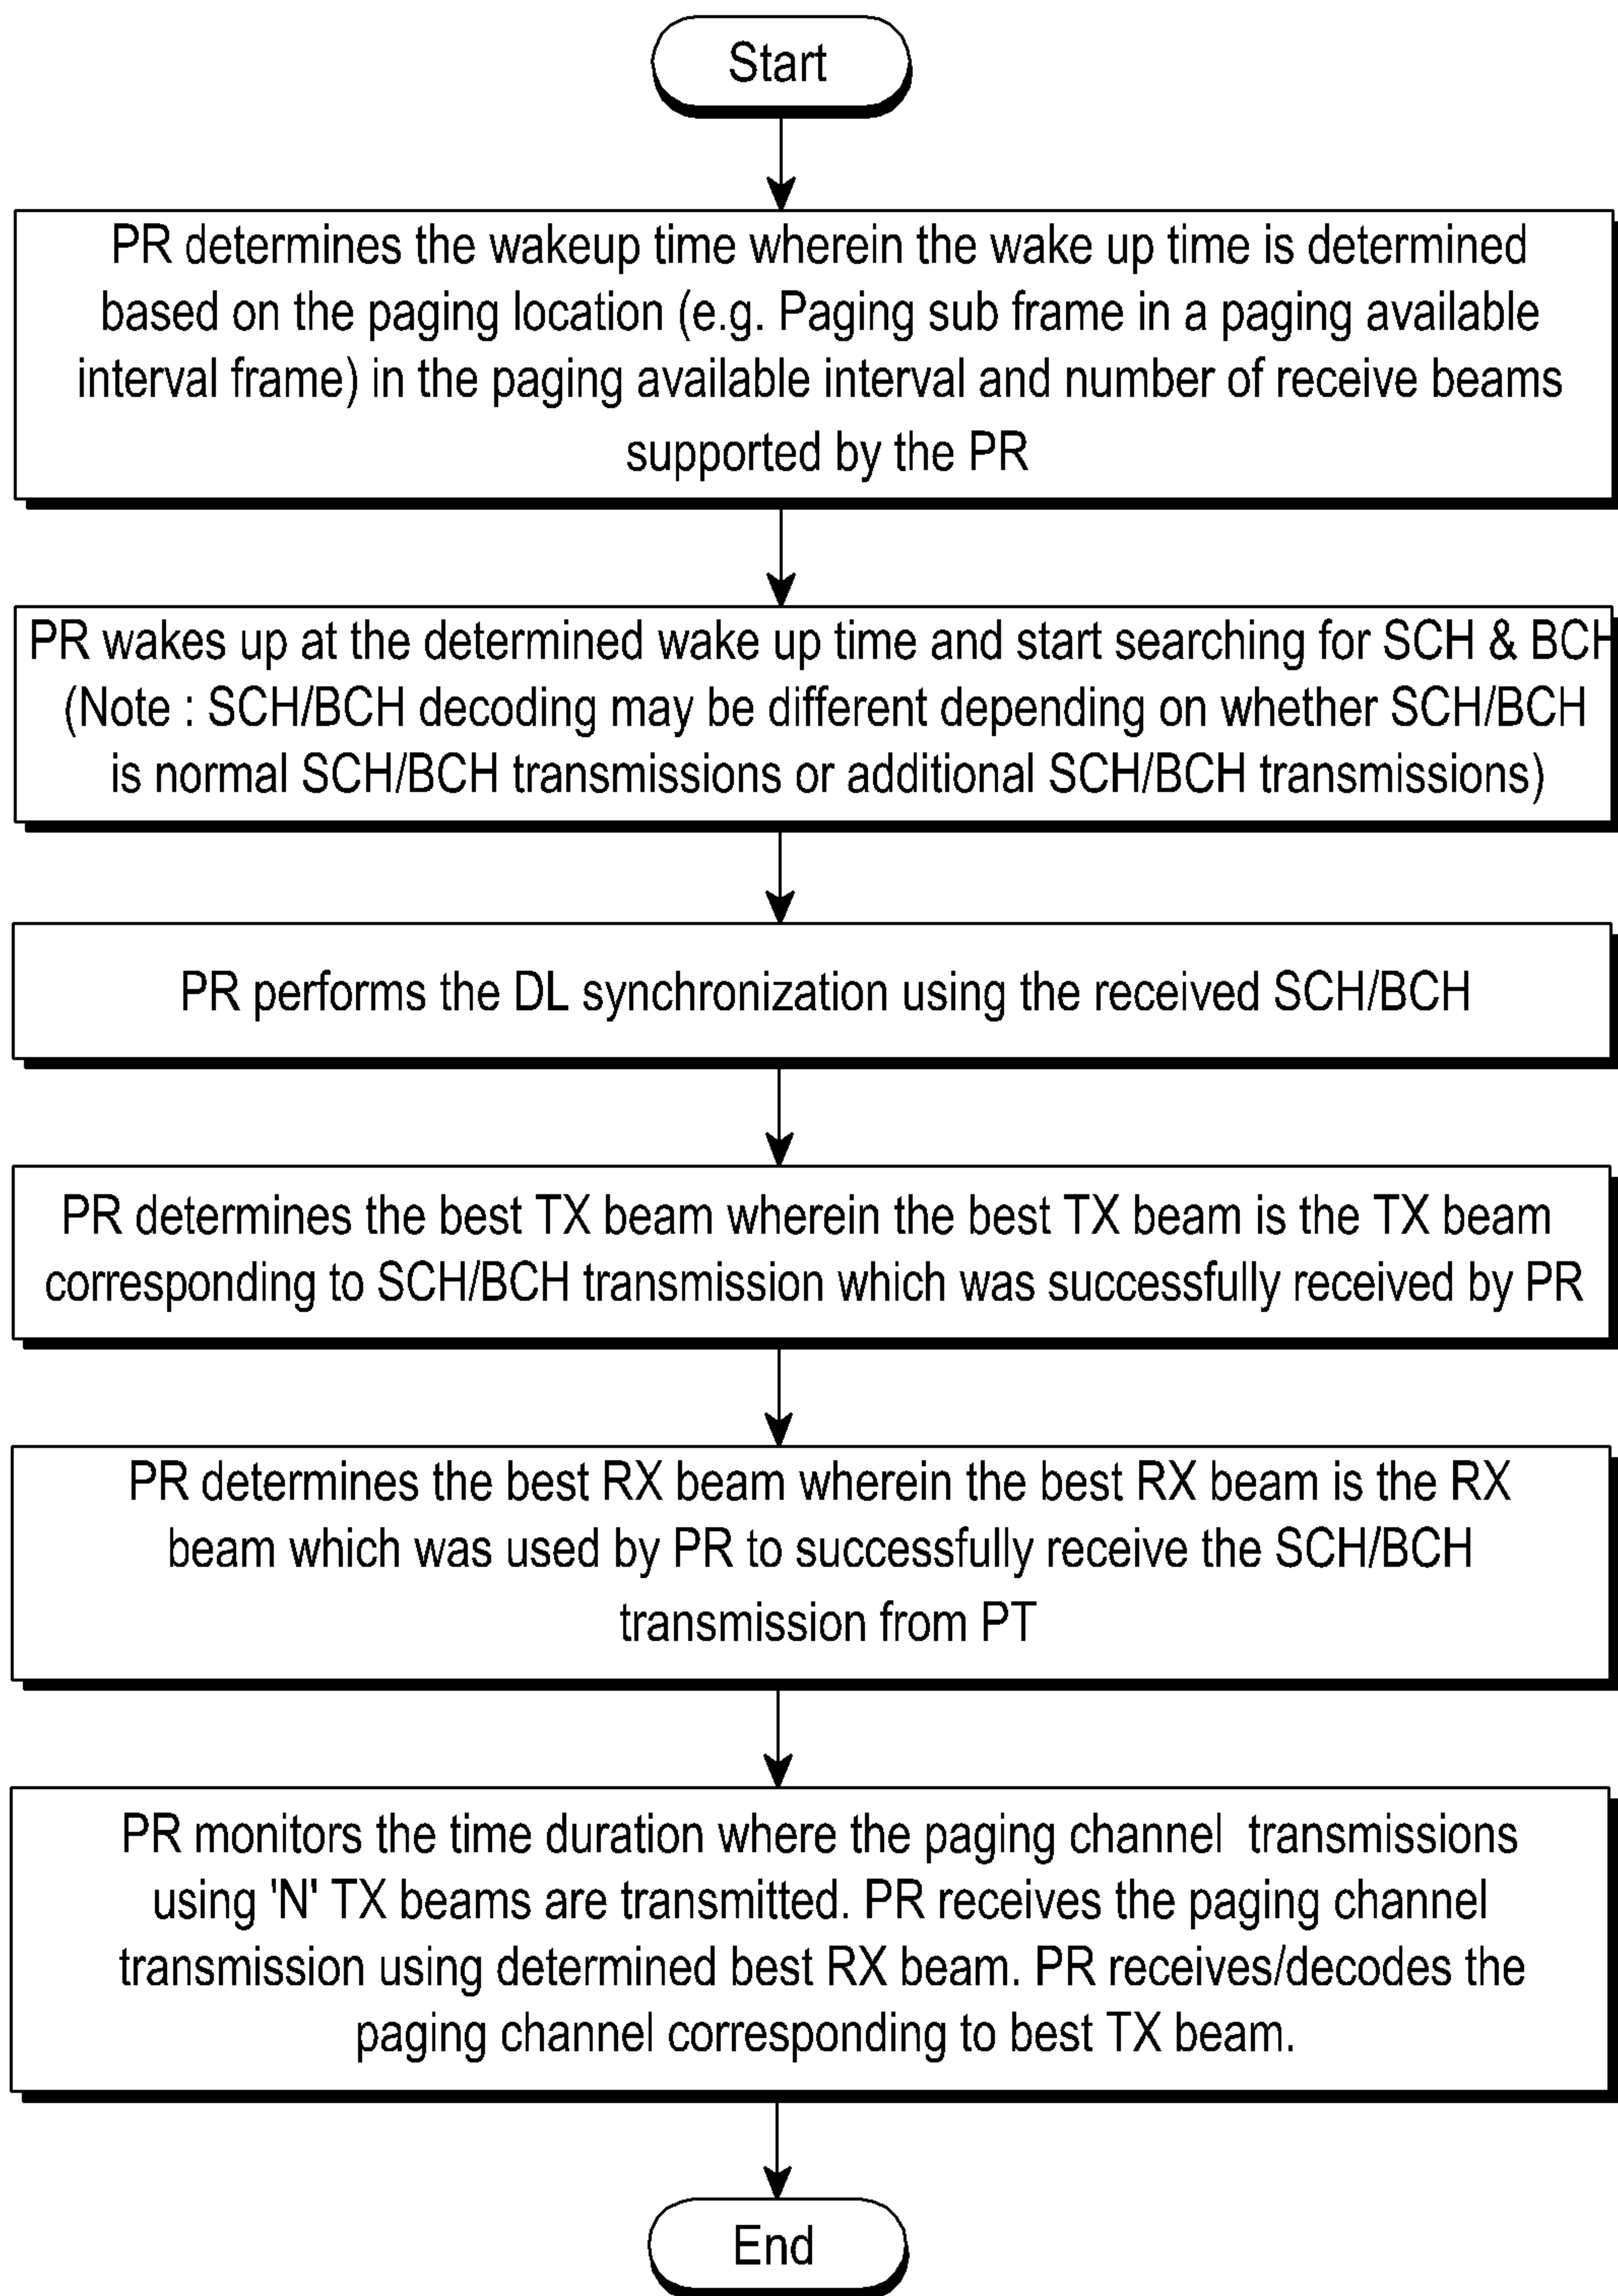 Start
PR determines the wakeup time wherein the wake up time is determined
based on the paging location (e.g. Paging sub frame in a paging available
interval frame) in the paging available interval and number of receive beams
supported by the PR
PR wakes up at the determined wake up time and start searching for SCH & BCH
(Note : SCH/BCH decoding may be different depending on whether SCH/BCH
is normal SCH/BCH transmissions or additional SCH/BCH transmissions)
PR performs the DL synchronization using the received SCH/BCH
PR determines the best TX beam wherein the best TX beam is the TX beam
corresponding to SCH/BCH transmission which was successfully received by PR
PR determines the best RX beam wherein the best RX beam is the RX
beam which was used by PR to successfully receive the SCH/BCH
transmission from PT
PR monitors the time duration where the paging channel transmissions
using 'N' TX beams are transmitted. PR receives the paging channel
transmission using determined best RX beam. PR receives/decodes the
paging channel corresponding to best TX beam.
End